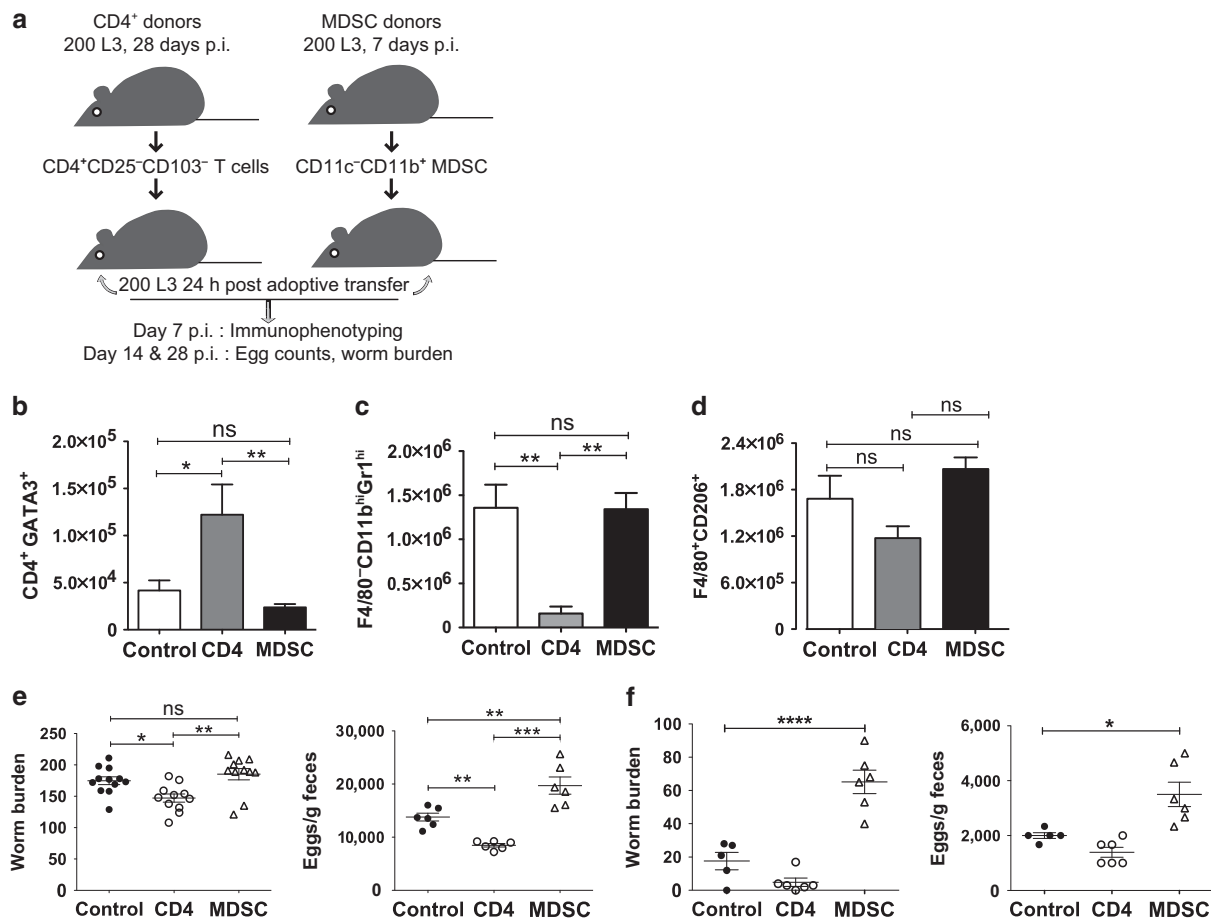 a
CD4⁺ donors
200 L3, 28 days p.i.
MDSC donors
200 L3, 7 days p.i.
CD4⁺CD25⁻CD103⁻ T cells
CD11c⁻CD11b⁺ MDSC
200 L3 24 h post adoptive transfer
Day 7 p.i. : Immunophenotyping
Day 14 & 28 p.i. : Egg counts, worm burden
b
CD4⁺ GATA3⁺
2.0×10⁵
1.5×10⁵
1.0×10⁵
5.0×10⁴
0
ns
* **
Control CD4 MDSC
c
F4/80⁻CD11bʰⁱGr1ʰⁱ
2.0×10⁶
1.5×10⁶
1.0×10⁶
0.5×10⁶
0
ns
** **
Control CD4 MDSC
d
F4/80⁺CD206⁺
2.4×10⁶
1.8×10⁶
1.2×10⁶
6.0×10⁵
0
ns
ns
ns
Control CD4 MDSC
e
Worm burden
250
200
150
100
50
0
ns
* **
Control CD4 MDSC
Eggs/g feces
30,000
20,000
10,000
0
**
***
**
Control CD4 MDSC
f
Worm burden
100
80
60
40
20
0
****
Control CD4 MDSC
Eggs/g feces
6,000
4,000
2,000
0
*
Control CD4 MDSC